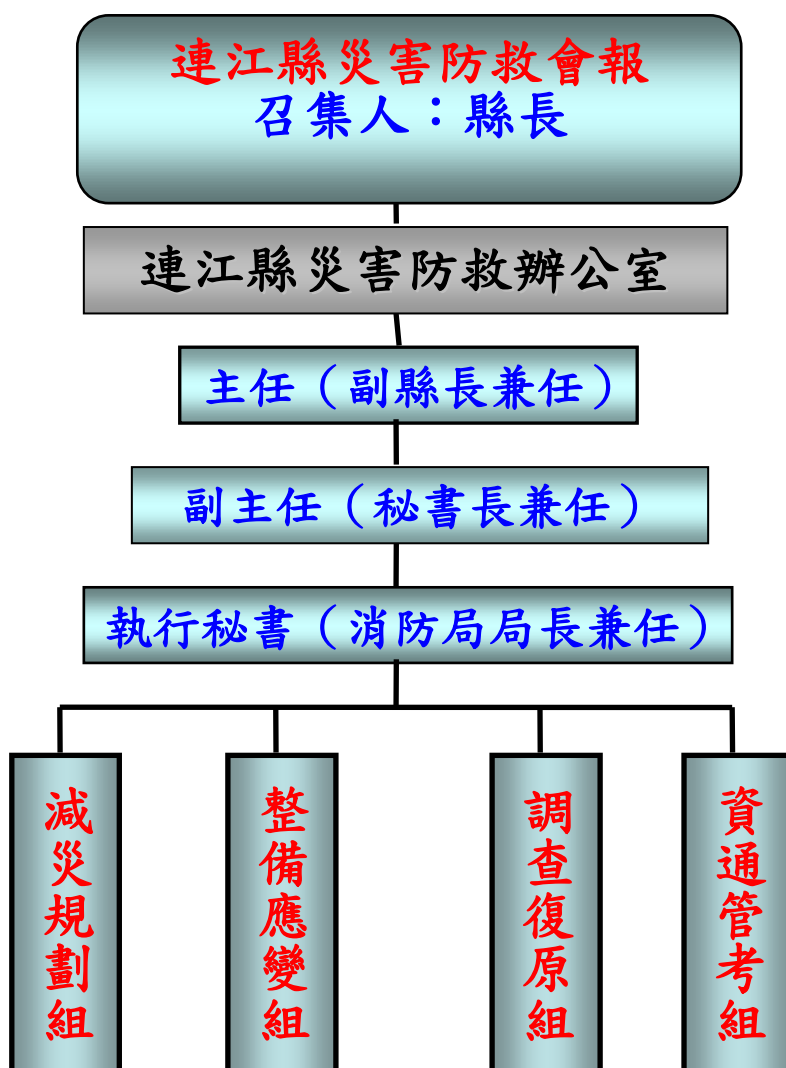 連江縣災害防救會報
召集人：縣長
連江縣災害防救辦公室
主任（副縣長兼任）
副主任（秘書長兼任）
執行秘書（消防局局長兼任）
減災規劃組
整備應變組
調查復原組
資通管考組